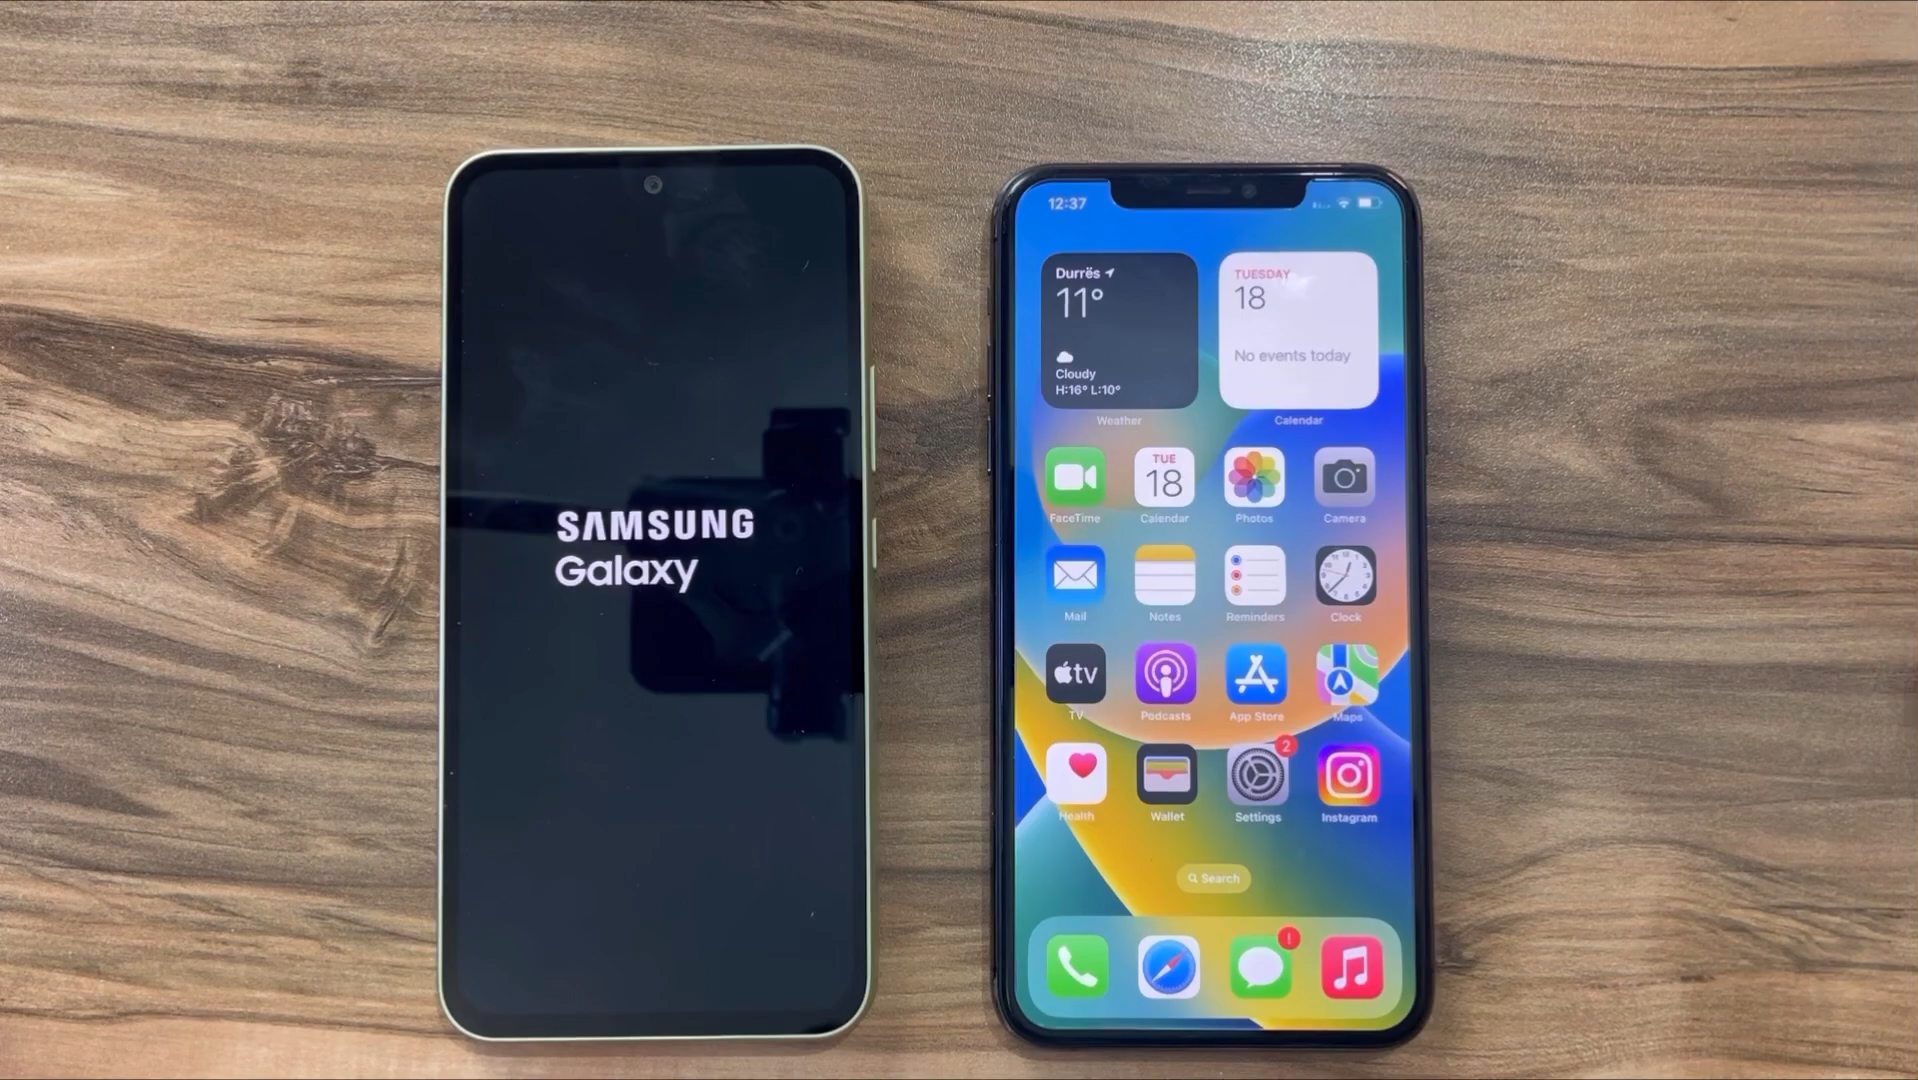 SAMSUNG
Galaxy
12:37
Durrës
11°
Cloudy
H:16° L:10°
Weather
TUESDAY
18
No events today
Calendar
FaceTime
TUE
18
Calendar
Photos
Camera
Mail
Notes
Reminders
Clock
tv
TV
Podcasts
App Store
Maps
Health
Wallet
2
Settings
Instagram
Search
1